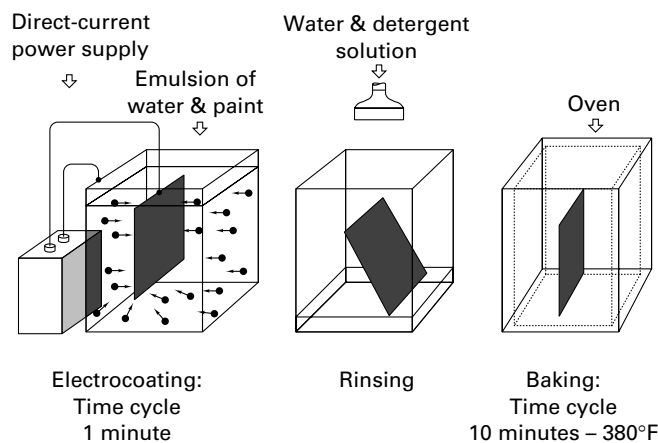 Direct-current
power supply
Emulsion of
water & paint
Water & detergent
solution
Oven
Electrocoating:
Time cycle
1 minute
Rinsing
Baking:
Time cycle
10 minutes – 380°F